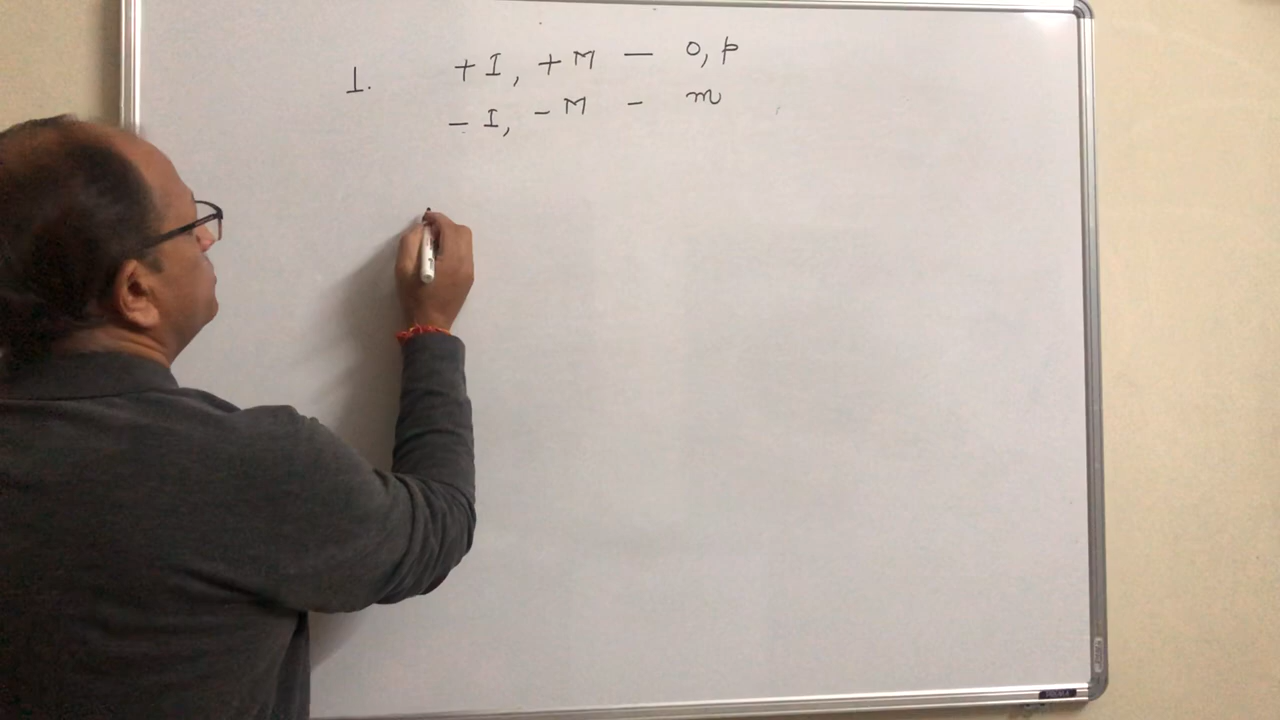 1. +I, +M — o, p
-I, -M - m